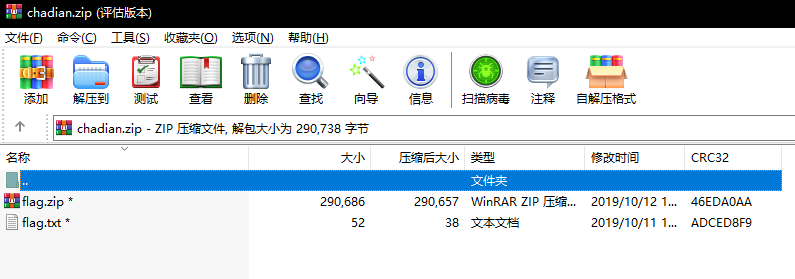 chadian.zip (评估版本)
文件(F) 命令(C) 工具(S) 收藏夹(O) 选项(N) 帮助(H)
添加 解压到 测试 查看 删除 查找 向导 信息 扫描病毒 注释 自解压格式
chadian.zip - ZIP 压缩文件, 解包大小为 290,738 字节
名称 大小 压缩后大小 类型 修改时间 CRC32
.. 文件夹
flag.zip * 290,686 290,657 WinRAR ZIP 压缩... 2019/10/12 1... 46EDA0AA
flag.txt * 52 38 文本文档 2019/10/11 1... ADCED8F9